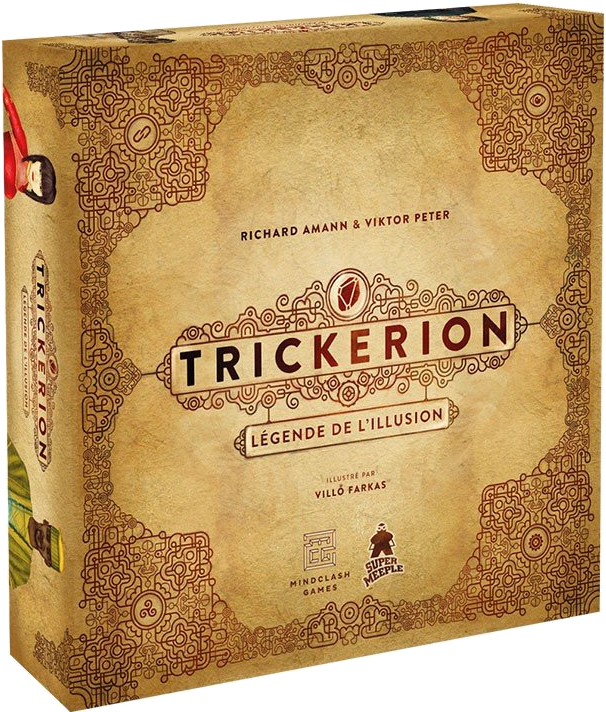 RICHARD AMANN & VIKTOR PETER
TRICKERION
LÉGENDE DE L'ILLUSION
ILLUSTRÉ PAR
VILLŐ FARKAS
MINDCLASH
GAMES
SUPER
MEEPLE
TRICKERION
LÉGENDE DE L'ILLUSION